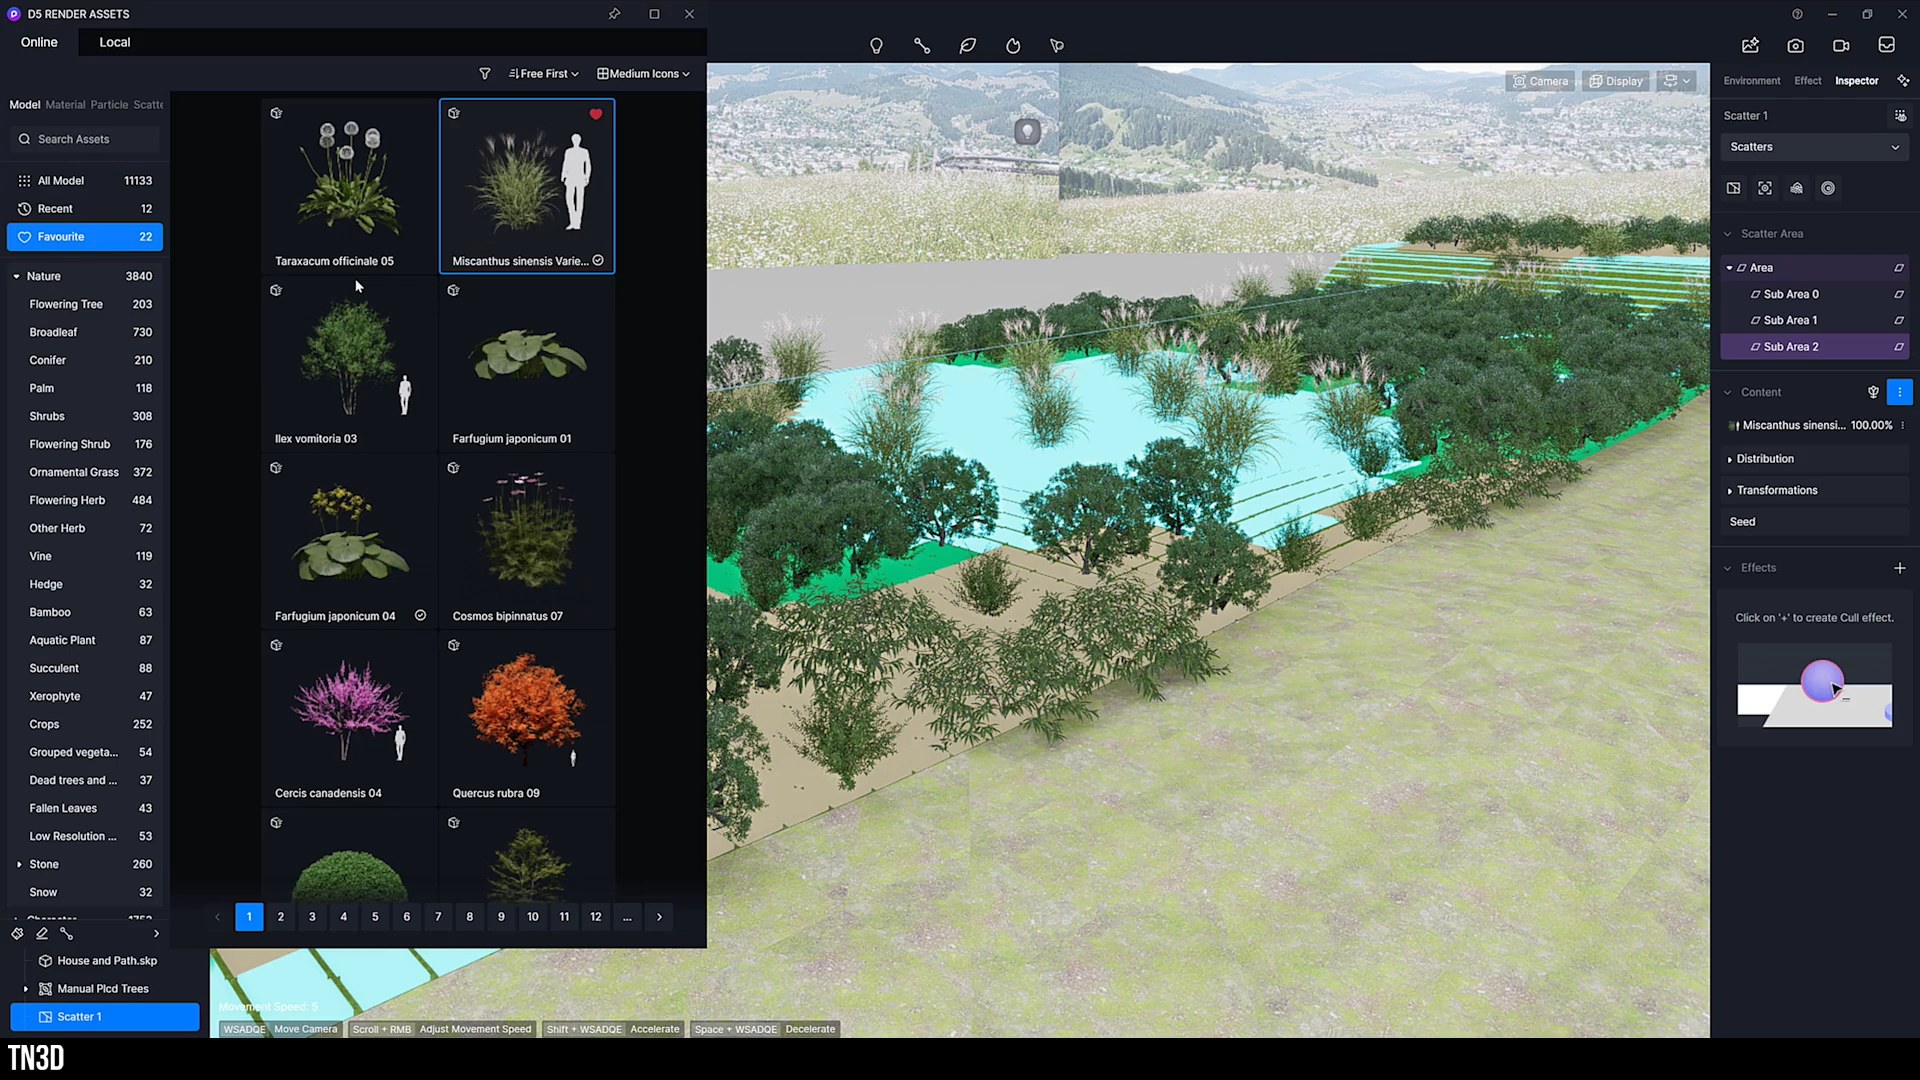 D5 RENDER ASSETS
Online
Local
Free First
Medium Icons
Model Material Particle Scatte
Search Assets
All Model 11133
Recent 12
Favourite 22
Nature 3840
Flowering Tree 203
Broadleaf 730
Conifer 210
Palm 118
Shrubs 308
Flowering Shrub 176
Ornamental Grass 372
Flowering Herb 484
Other Herb 72
Vine 119
Hedge 32
Bamboo 63
Aquatic Plant 87
Succulent 88
Xerophyte 47
Crops 252
Grouped vegeta... 54
Dead trees and ... 37
Fallen Leaves 43
Low Resolution ... 53
Stone 260
Snow 32
Taraxacum officinale 05
Miscanthus sinensis Varie...
Ilex vomitoria 03
Farfugium japonicum 01
Farfugium japonicum 04
Cosmos bipinnatus 07
Cercis canadensis 04
Quercus rubra 09
1 2 3 4 5 6 7 8 9 10 11 12 ...
House and Path.skp
Manual Plcd Trees
Scatter 1
Camera
Display
Movement Speed: 5
WSADQE Move Camera
Scroll + RMB Adjust Movement Speed
Shift + WSADQE Accelerate
Space + WSADQE Decelerate
Environment
Effect
Inspector
Scatter 1
Scatters
Scatter Area
Area
Sub Area 0
Sub Area 1
Sub Area 2
Content
Miscanthus sinensi... 100.00%
Distribution
Transformations
Seed
Effects
Click on '+' to create Cull effect.
TN3D